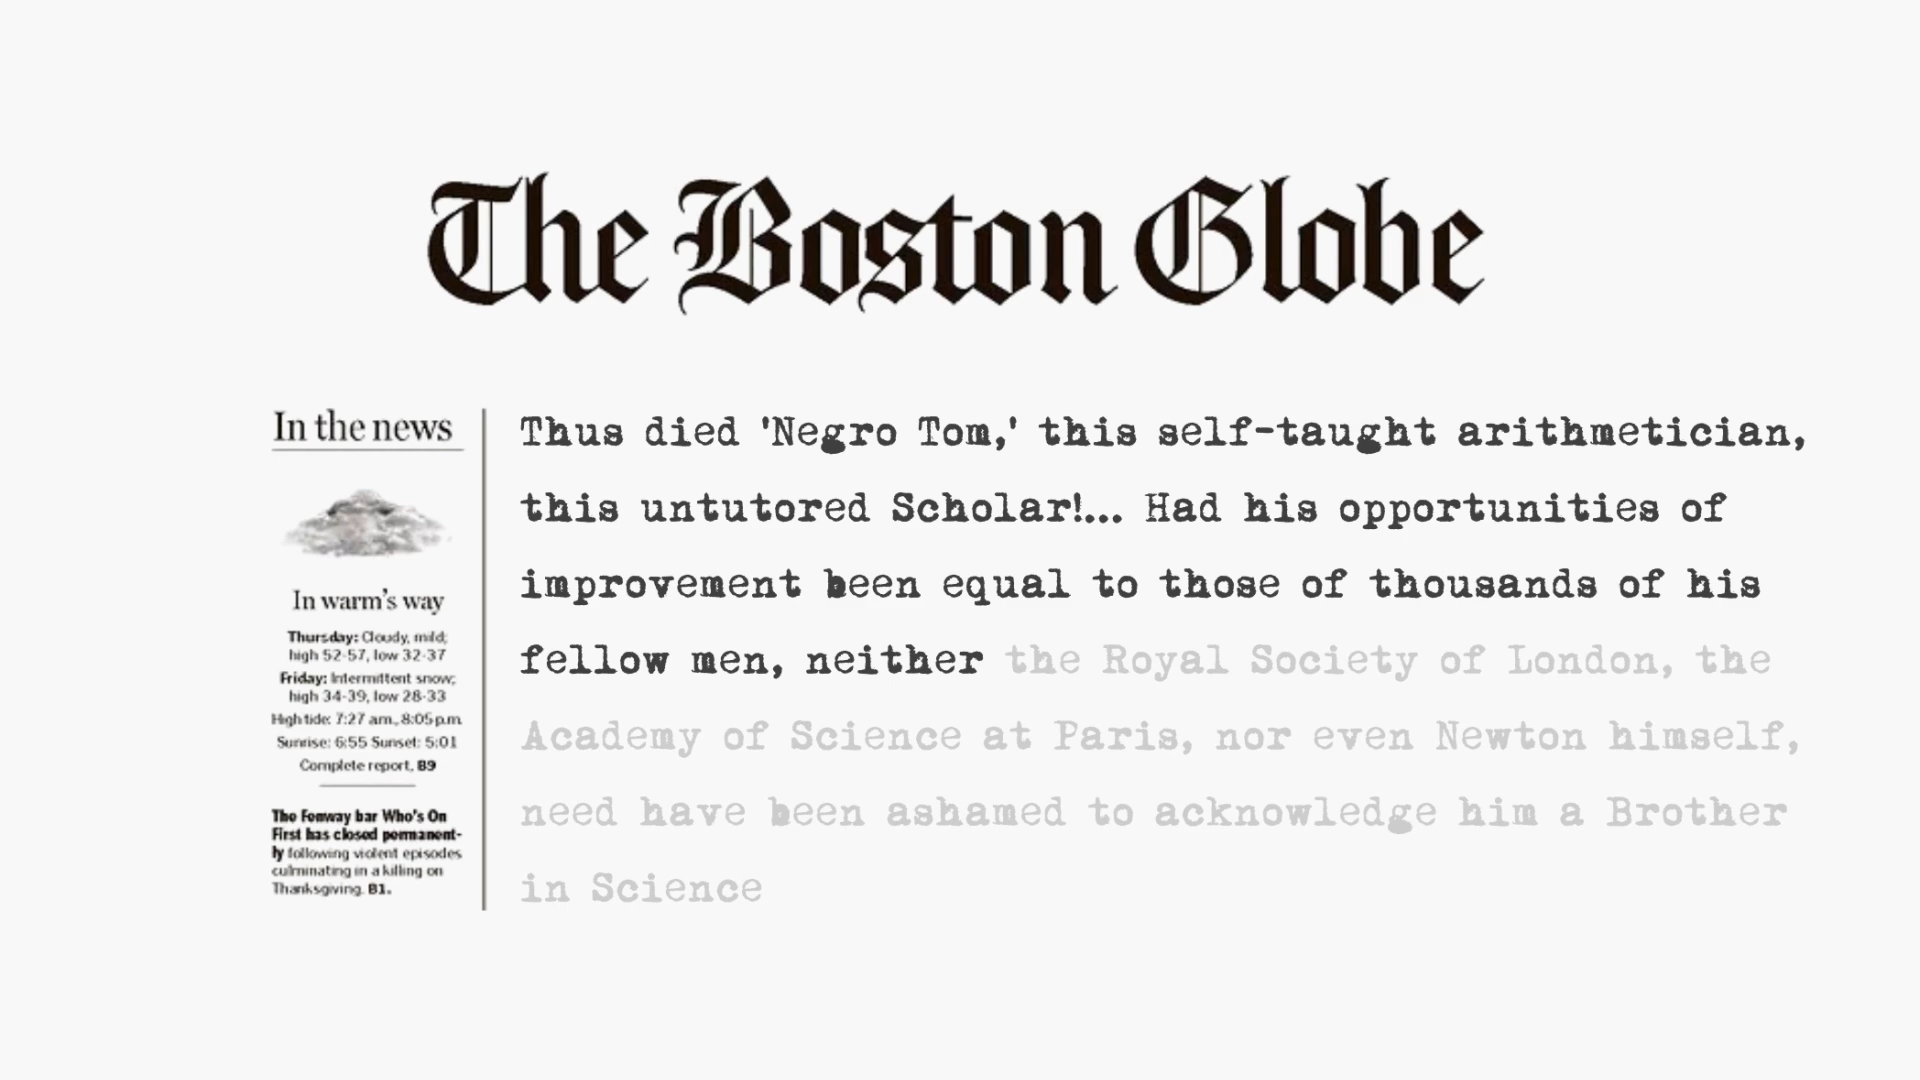 The Boston Globe
In the news
In warm's way
Thursday: Cloudy, mild;
high 52-57, low 32-37
Friday: Intermittent snow;
high 34-39, low 28-33
High tide: 7:27 am., 8:05 p.m.
Sunrise: 6:55 Sunset: 5:01
Complete report, B9
The Fenway bar Who's On
First has closed permanent-
ly following violent episodes
culminating in a killing on
Thanksgiving. B1.
Thus died 'Negro Tom,' this self-taught arithmetician,
this untutored Scholar!... Had his opportunities of
improvement been equal to those of thousands of his
fellow men, neither the Royal Society of London, the
Academy of Science at Paris, nor even Newton himself,
need have been ashamed to acknowledge him a Brother
in Science